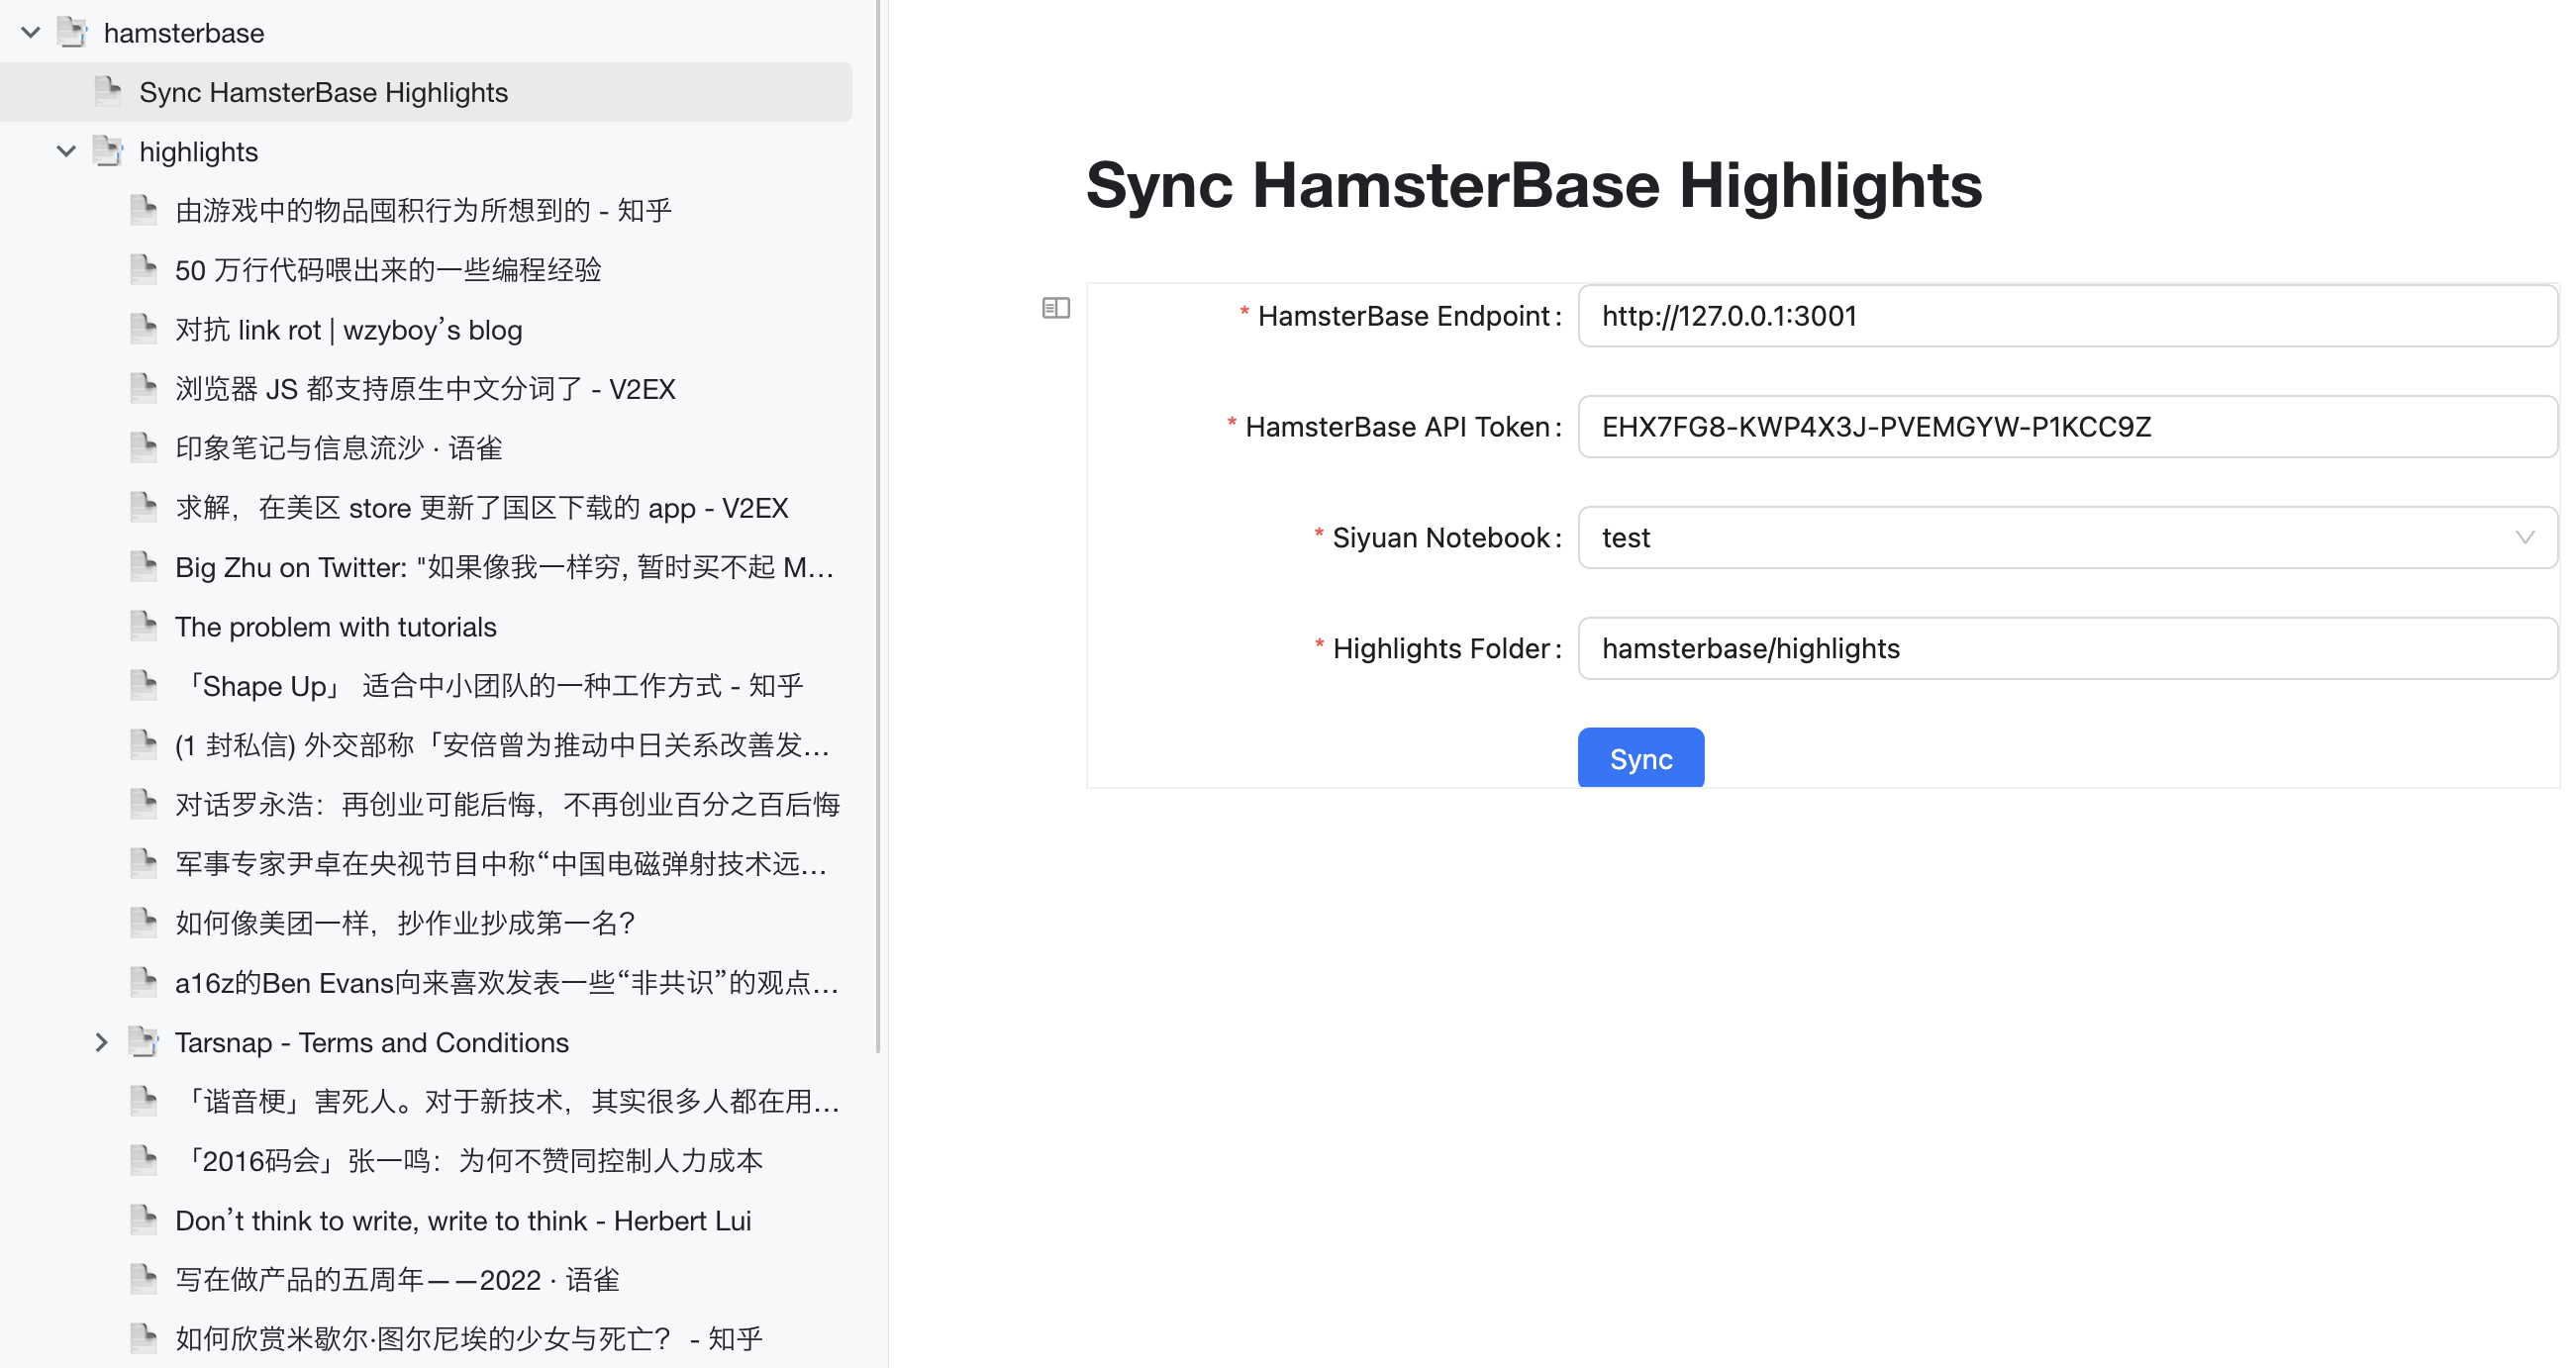 hamsterbase
Sync HamsterBase Highlights
highlights
由游戏中的物品囤积行为所想到的 - 知乎
50 万行代码喂出来的一些编程经验
对抗 link rot | wzyboy’s blog
浏览器 JS 都支持原生中文分词了 - V2EX
印象笔记与信息流沙 · 语雀
求解，在美区 store 更新了国区下载的 app - V2EX
Big Zhu on Twitter: "如果像我一样穷, 暂时买不起 M...
The problem with tutorials
「Shape Up」 适合中小团队的一种工作方式 - 知乎
(1 封私信) 外交部称「安倍曾为推动中日关系改善发...
对话罗永浩：再创业可能后悔，不再创业百分之百后悔
军事专家尹卓在央视节目中称“中国电磁弹射技术远...
如何像美团一样，抄作业抄成第一名？
a16z的Ben Evans向来喜欢发表一些“非共识”的观点...
Tarsnap - Terms and Conditions
「谐音梗」害死人。对于新技术，其实很多人都在用...
「2016码会」张一鸣：为何不赞同控制人力成本
Don’t think to write, write to think - Herbert Lui
写在做产品的五周年——2022 · 语雀
如何欣赏米歇尔·图尔尼埃的少女与死亡？ - 知乎
Sync HamsterBase Highlights
* HamsterBase Endpoint: http://127.0.0.1:3001
* HamsterBase API Token: EHX7FG8-KWP4X3J-PVEMGYW-P1KCC9Z
* Siyuan Notebook: test
* Highlights Folder: hamsterbase/highlights
Sync